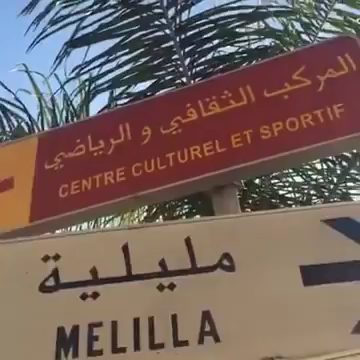 المركب الثقافي و الرياضي
CENTRE CULTUREL ET SPORTIF
مليلية
MELILLA